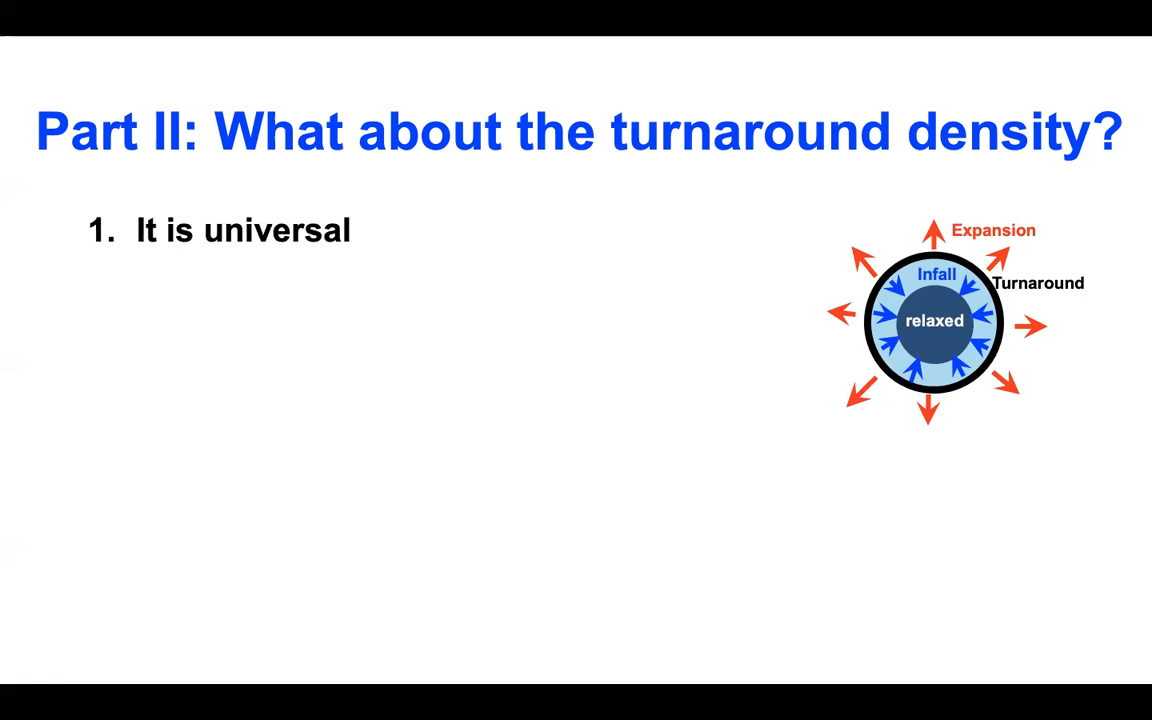 Part II: What about the turnaround density?
1. It is universal
Expansion
Infall
Turnaround
relaxed